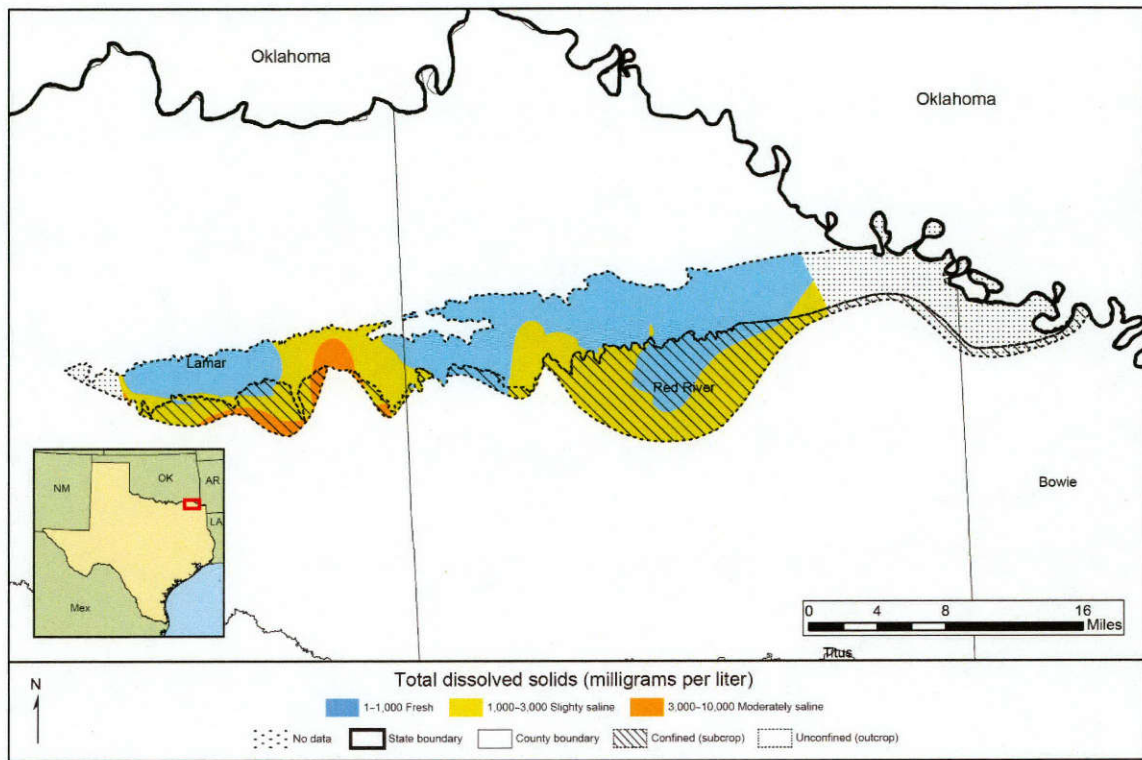 Oklahoma
Oklahoma
Lamar
Red River
Bowie
NM
OK
AR
LA
Mex
0 4 8 16
Miles
Titus
N
Total dissolved solids (milligrams per liter)
1–1,000 Fresh 1,000–3,000 Slighty saline 3,000–10,000 Moderately saline
No data State boundary County boundary Confined (subcrop) Unconfined (outcrop)